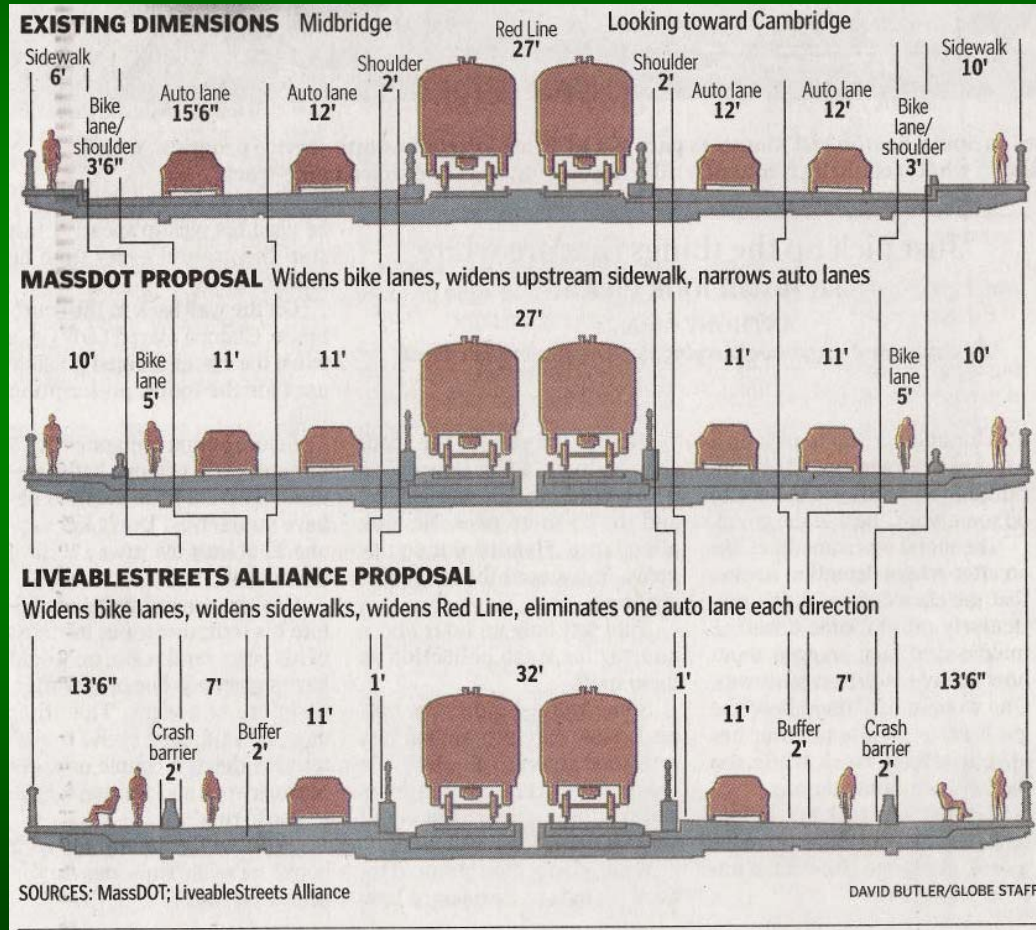 EXISTING DIMENSIONS Midbridge
Looking toward Cambridge
Sidewalk
6'
Bike
lane/
shoulder
3'6"
Auto lane
15'6"
Auto lane
12'
Shoulder
2'
Red Line
27'
Shoulder
2'
Auto lane
12'
Auto lane
12'
Bike
lane/
shoulder
3'
Sidewalk
10'
MASSDOT PROPOSAL Widens bike lanes, widens upstream sidewalk, narrows auto lanes
10'
Bike
lane
5'
11'
11'
27'
11'
11'
Bike
lane
5'
10'
LIVEABLESTREETS ALLIANCE PROPOSAL
Widens bike lanes, widens sidewalks, widens Red Line, eliminates one auto lane each direction
13'6"
Crash
barrier
2'
7'
Buffer
2'
11'
1'
32'
1'
11'
Buffer
2'
7'
Crash
barrier
2'
13'6"
SOURCES: MassDOT; LiveableStreets Alliance
DAVID BUTLER/GLOBE STAFF